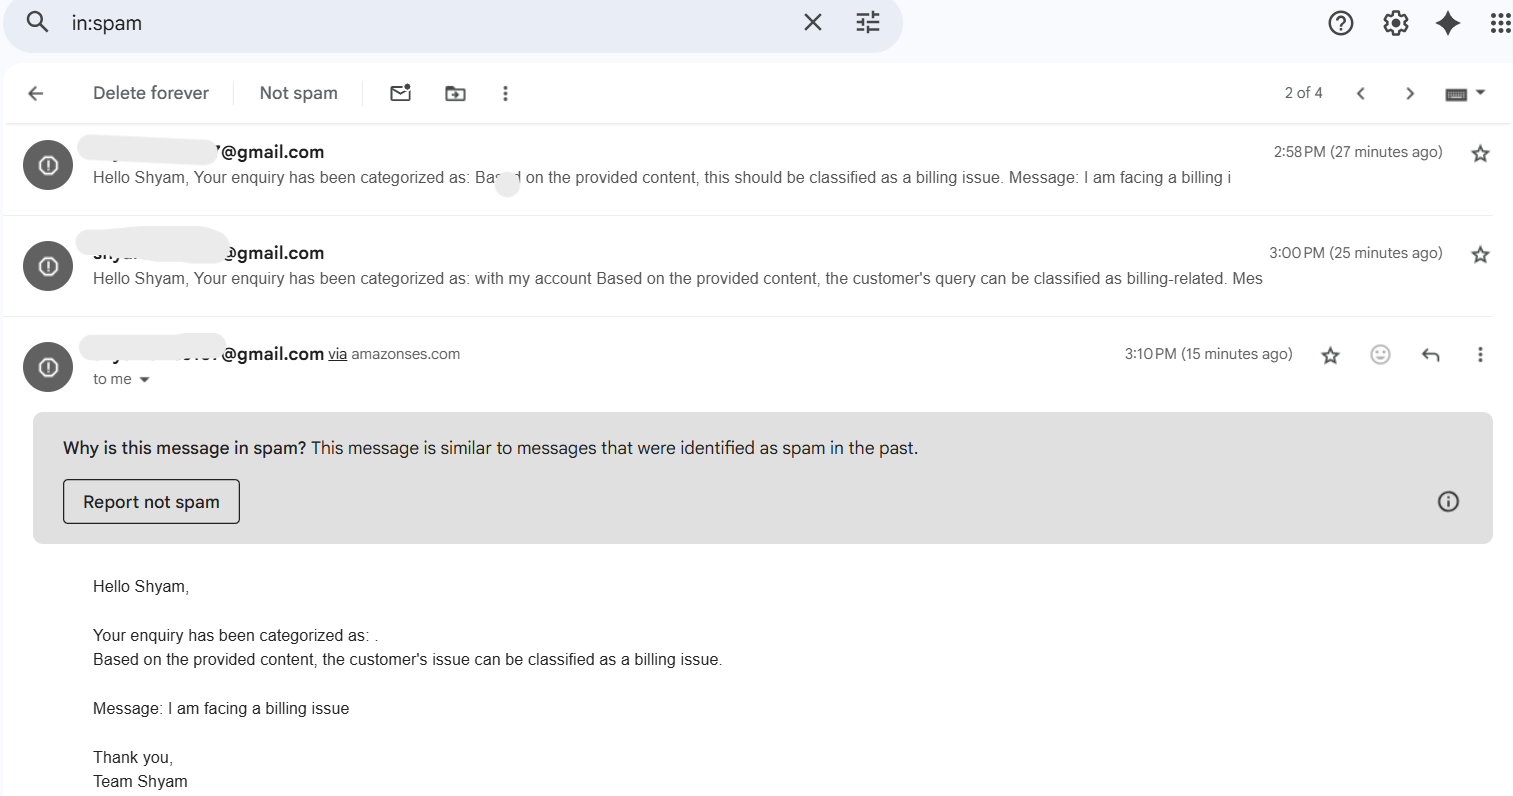 in:spam
Delete forever
Not spam
2 of 4
@gmail.com
2:58 PM (27 minutes ago)
Hello Shyam, Your enquiry has been categorized as: Based on the provided content, this should be classified as a billing issue. Message: I am facing a billing i
@gmail.com
3:00 PM (25 minutes ago)
Hello Shyam, Your enquiry has been categorized as: with my account Based on the provided content, the customer's query can be classified as billing-related. Mes
@gmail.com via amazonses.com
3:10 PM (15 minutes ago)
to me
Why is this message in spam? This message is similar to messages that were identified as spam in the past.
Report not spam
Hello Shyam,
Your enquiry has been categorized as: .
Based on the provided content, the customer's issue can be classified as a billing issue.
Message: I am facing a billing issue
Thank you,
Team Shyam